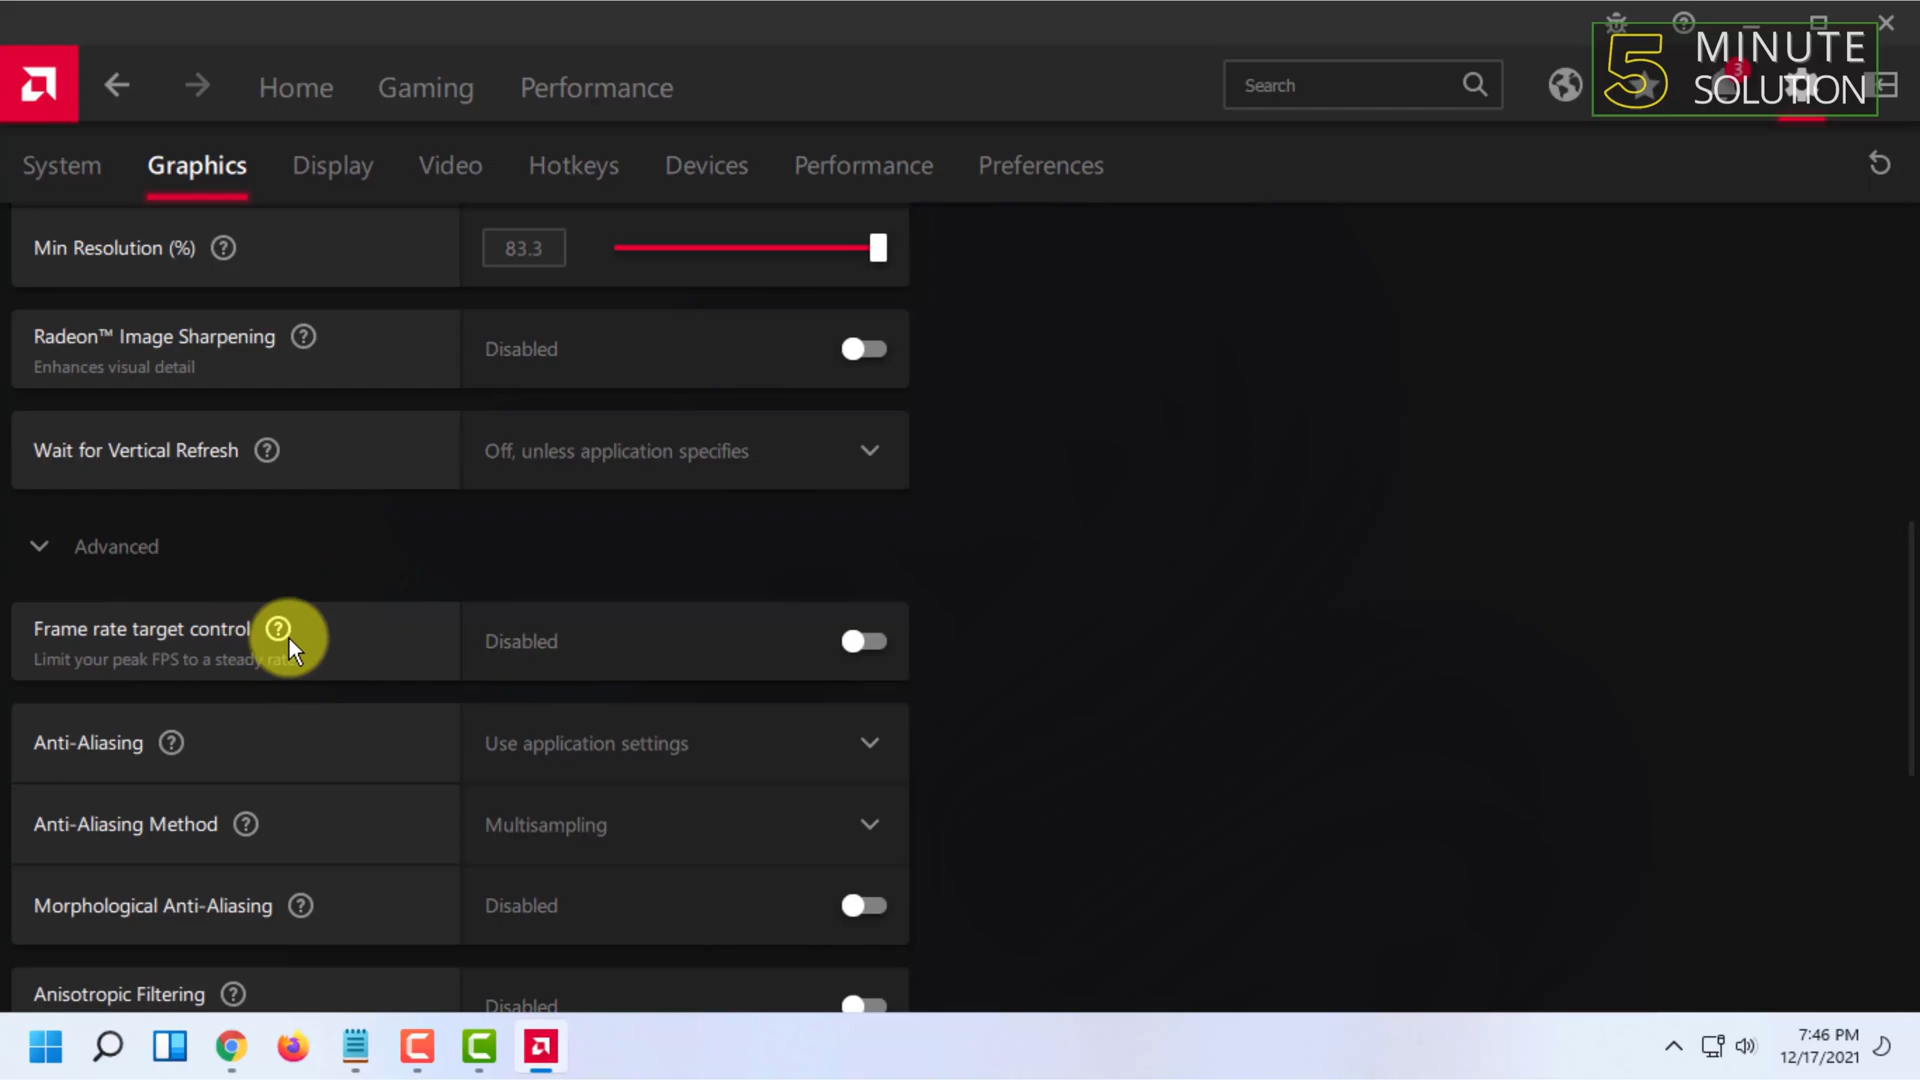 5 MINUTE SOLUTION
3
Home Gaming Performance Search
System Graphics Display Video Hotkeys Devices Performance Preferences
Min Resolution (%) ? 83.3
Radeon™ Image Sharpening ? Disabled
Enhances visual detail
Wait for Vertical Refresh ? Off, unless application specifies
Advanced
Frame rate target control ? Disabled
Limit your peak FPS to a steady rate
Anti-Aliasing ? Use application settings
Anti-Aliasing Method ? Multisampling
Morphological Anti-Aliasing ? Disabled
Anisotropic Filtering ? Disabled
7:46 PM
12/17/2021